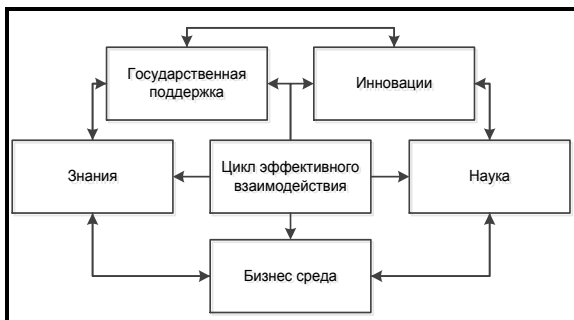 Государственная
поддержка
Инновации
Знания
Цикл эффективного
взаимодействия
Наука
Бизнес среда